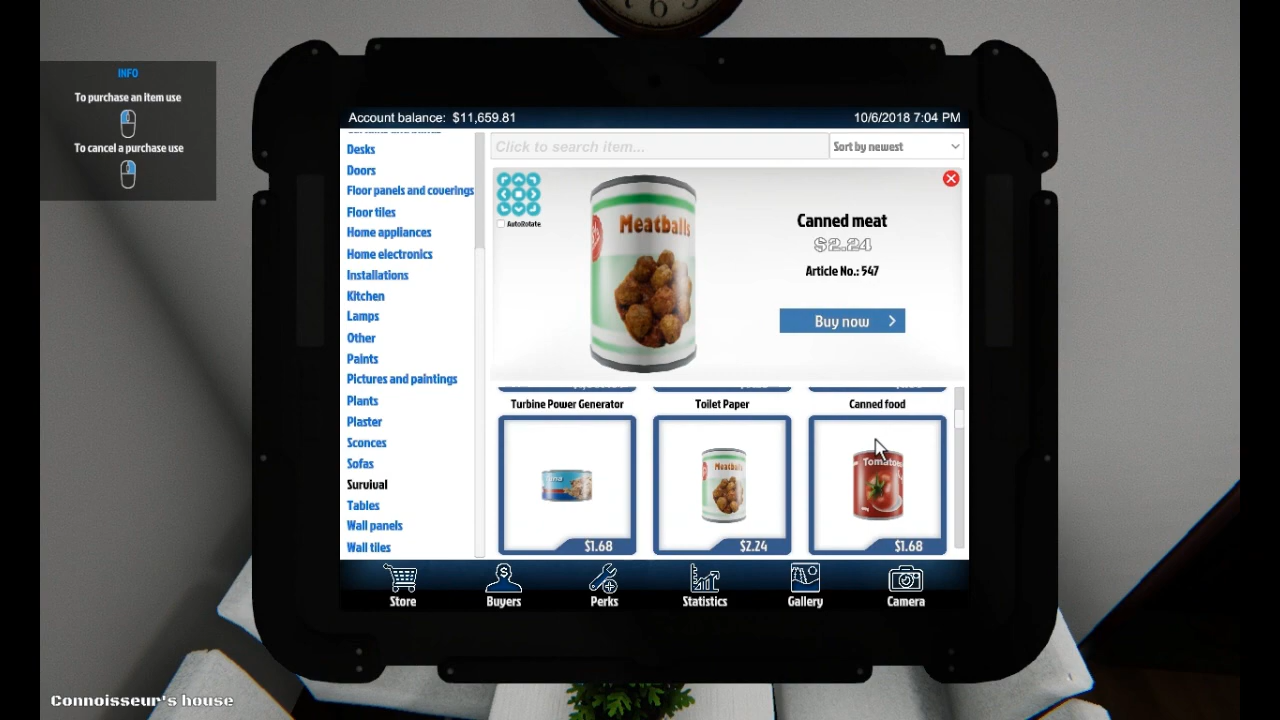 INFO
To purchase an item use
To cancel a purchase use
Account balance: $11,659.81
10/6/2018 7:04 PM
Desks
Doors
Floor panels and coverings
Floor tiles
Home appliances
Home electronics
Installations
Kitchen
Lamps
Other
Paints
Pictures and paintings
Plants
Plaster
Sconces
Sofas
Survival
Tables
Wall panels
Wall tiles
Click to search item...
Sort by newest
AutoRotate
Meatballs
Canned meat
$2.24
Article No.: 547
Buy now
Turbine Power Generator
Toilet Paper
Canned food
Tuna
Meatballs
Tomatoes
$1.68
$2.24
$1.68
Store
Buyers
Perks
Statistics
Gallery
Camera
Connoisseur's house